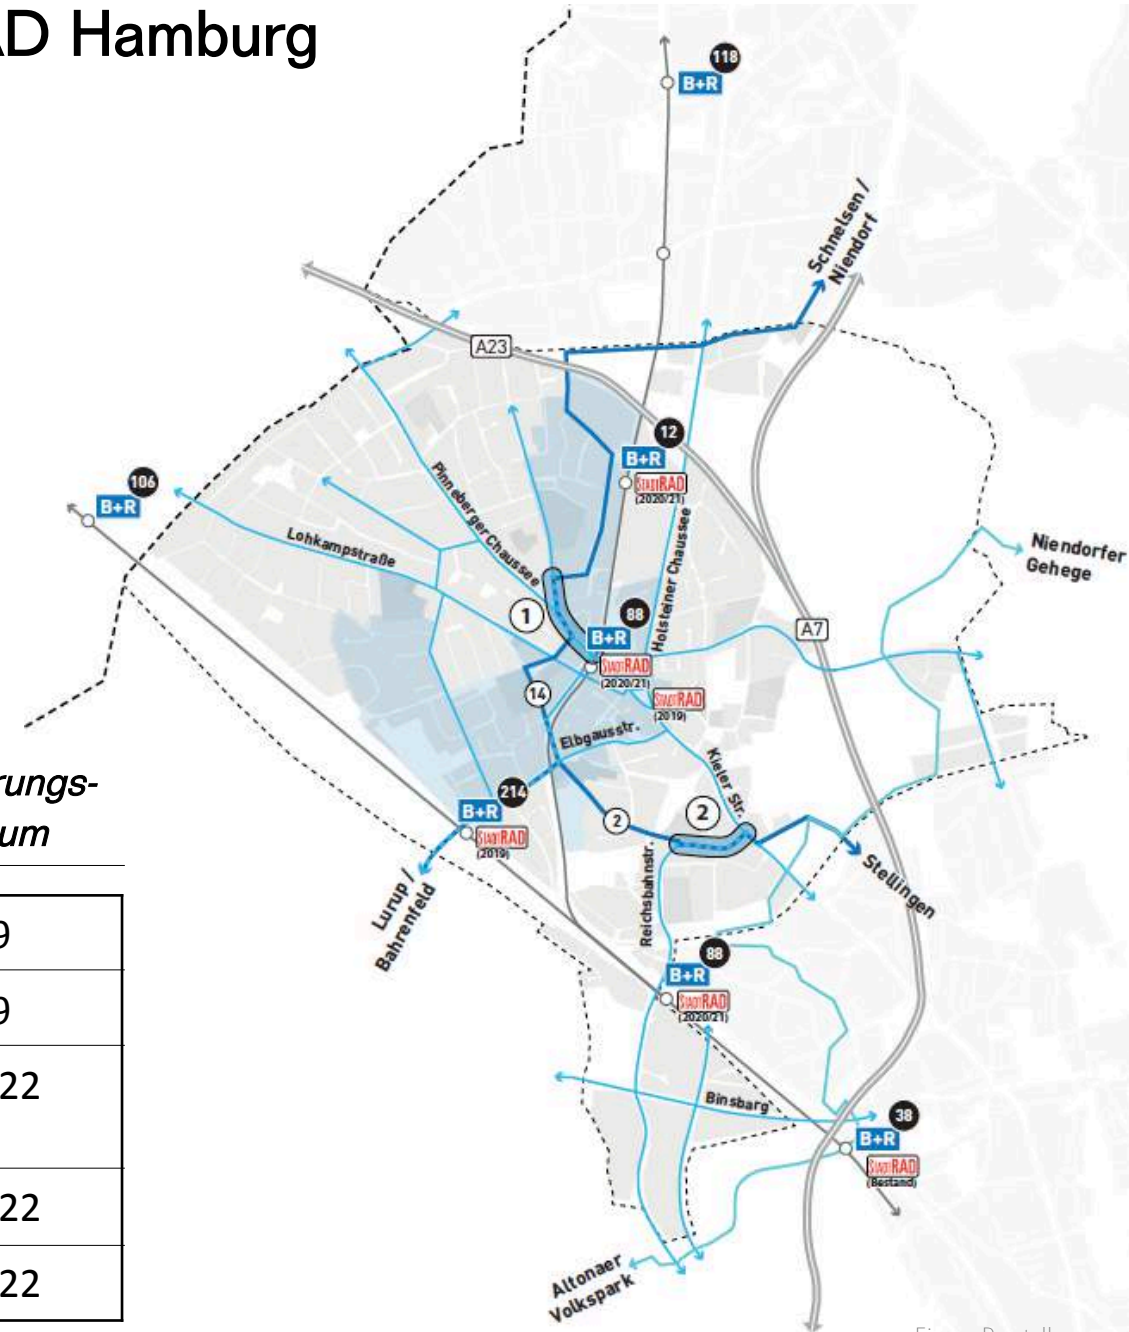 AD Hamburg
118
B+R
Schnelsen /
Niendorf
A23
12
B+R
STADTRAD
(2020/21)
106
B+R
Pinneberger Chaussee
Lohkampstraße
Holsteiner Chaussee
Niendorfer
Gehege
1
88
B+R
A7
STADTRAD
(2020/21)
14
STADTRAD
(2019)
Elbgaustr.
Kieler Str.
rungs-
um
214
B+R
STADTRAD
(2019)
2
2
Stellingen
Lurup /
Bahrenfeld
Reichsbahnstr.
9
9
22
22
22
88
B+R
STADTRAD
(2020/21)
Binsbarg
38
B+R
STADTRAD
(Bestand)
Altonaer
Volkspark